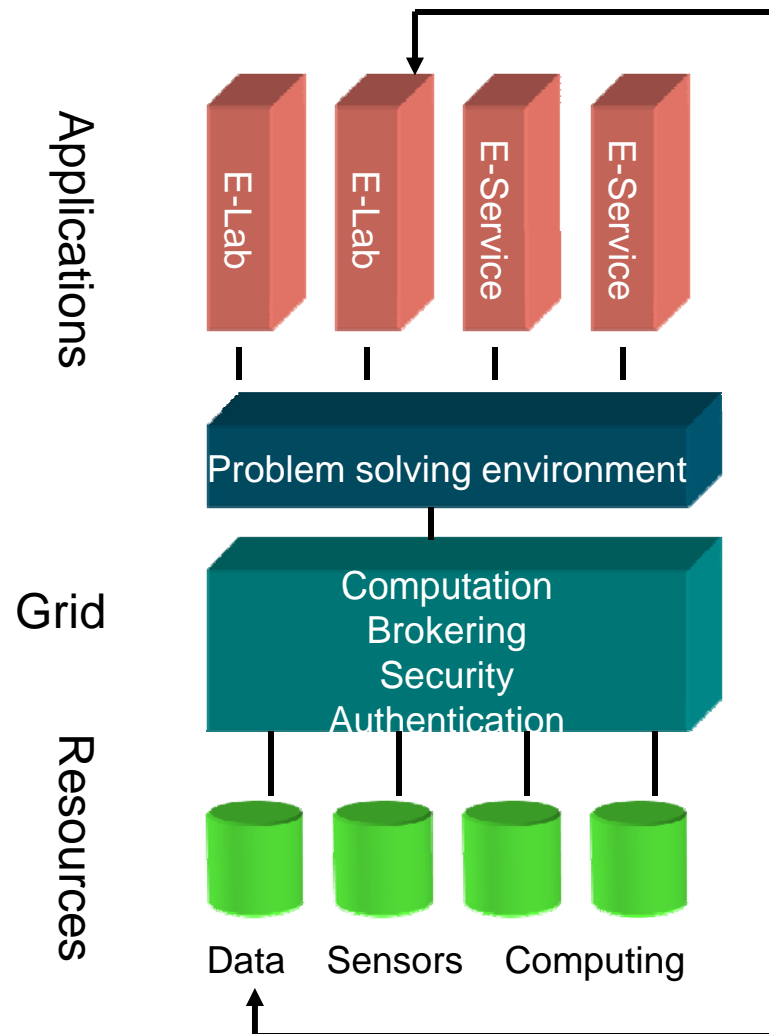 Applications
E-Lab
E-Lab
E-Service
E-Service
Problem solving environment
Grid
Computation
Brokering
Security
Authentication
Resources
Data Sensors Computing